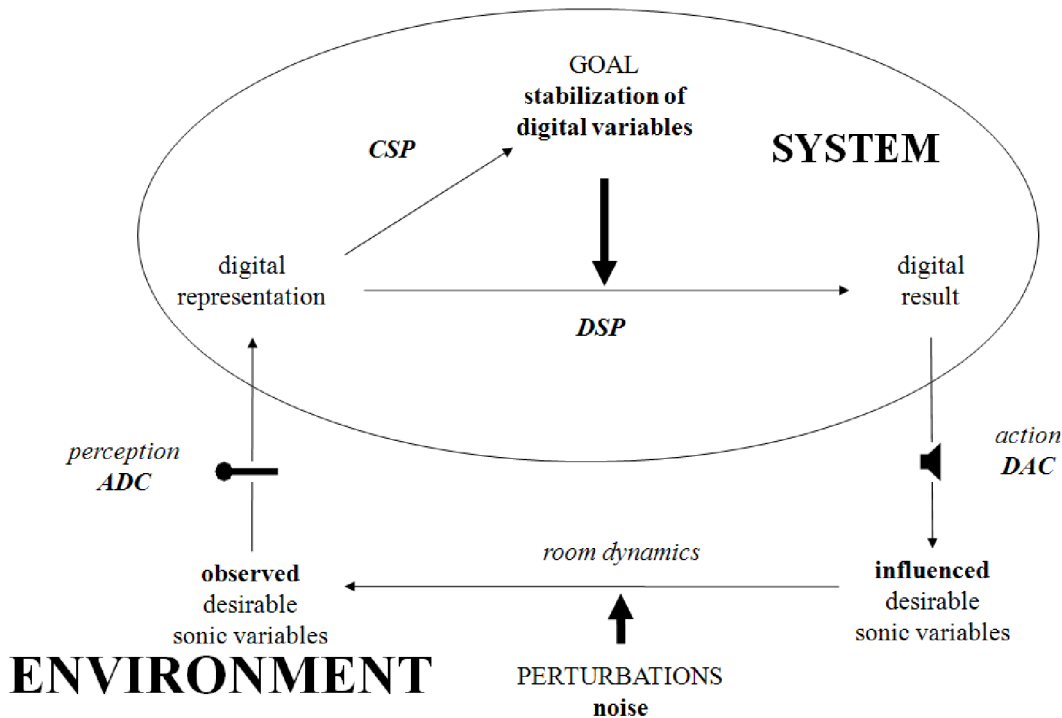 GOAL
stabilization of
digital variables
CSP
SYSTEM
digital
representation
digital
result
DSP
perception
ADC
action
DAC
room dynamics
observed
desirable
sonic variables
influenced
desirable
sonic variables
ENVIRONMENT
PERTURBATIONS
noise